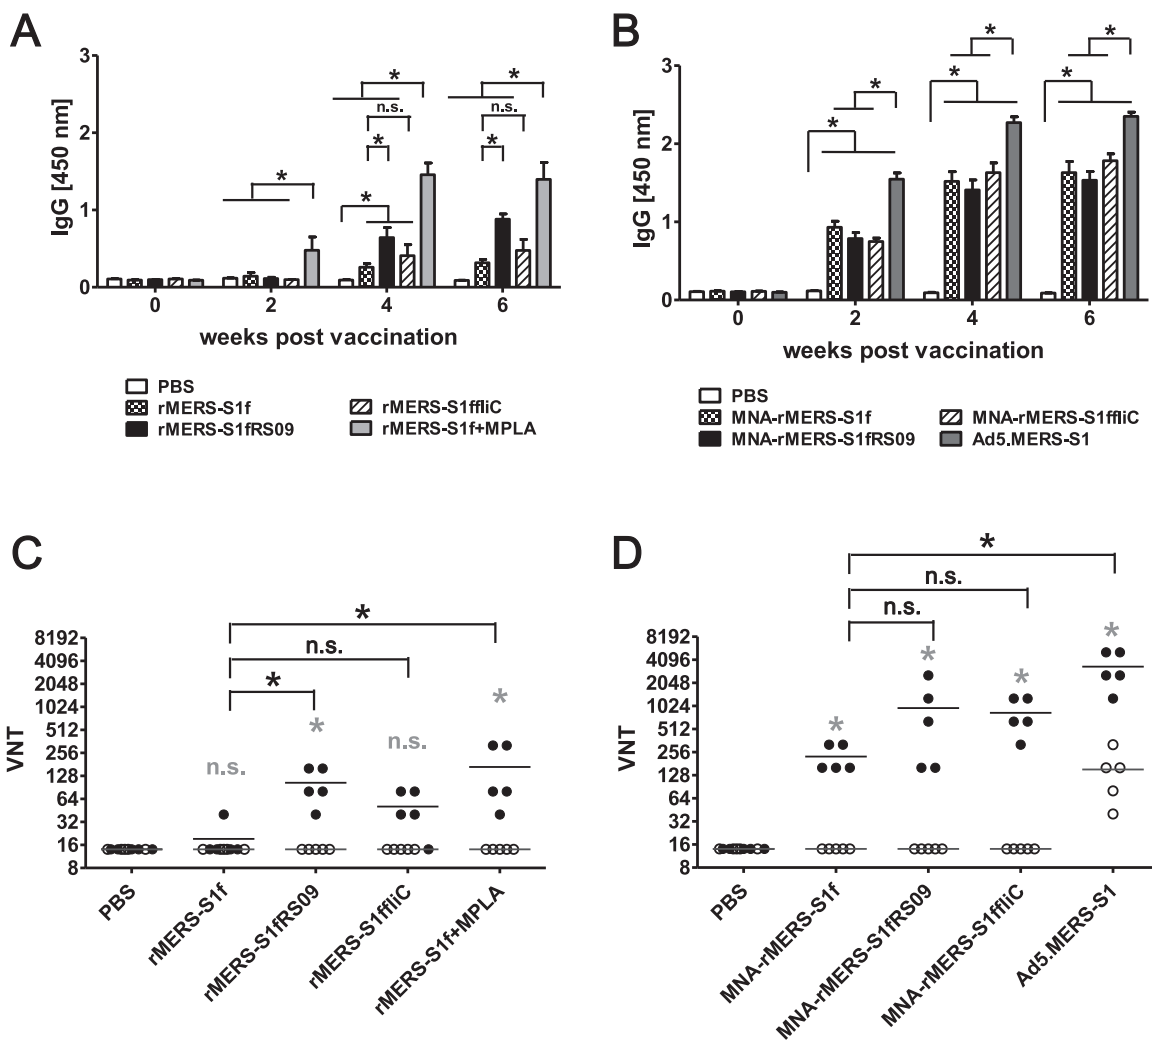 A
IgG [450 nm]
3
2
1
0
*
*
*
n.s.
*
*
n.s.
*
0 2 4 6
weeks post vaccination
PBS
rMERS-S1f
rMERS-S1fRS09
rMERS-S1ffliC
rMERS-S1f+MPLA
B
IgG [450 nm]
3
2
1
0
*
*
*
*
*
*
0 2 4 6
weeks post vaccination
PBS
MNA-rMERS-S1f
MNA-rMERS-S1fRS09
MNA-rMERS-S1ffliC
Ad5.MERS-S1
C
VNT
8192
4096
2048
1024
512
256
128
64
32
16
8
*
n.s.
*
n.s.
*
n.s.
*
PBS
rMERS-S1f
rMERS-S1fRS09
rMERS-S1ffliC
rMERS-S1f+MPLA
D
VNT
8192
4096
2048
1024
512
256
128
64
32
16
8
*
n.s.
n.s.
*
*
*
*
PBS
MNA-rMERS-S1f
MNA-rMERS-S1fRS09
MNA-rMERS-S1ffliC
Ad5.MERS-S1